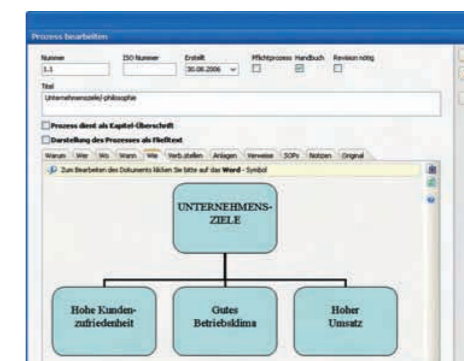 Prozess bearbeiten
Nummer ISO Nummer Erstellt Pflichtprozess Handbuch Revision nötig
1.1 30.08.2006
Titel
Unternehmensziele/-philosophie
Prozess dient als Kapitel-Überschrift
Darstellung des Prozesses als Fließtext
Warum Wer Wo Wann Wie Verb.stellen Anlagen Verweise SOPs Notizen Original
Zum Bearbeiten des Dokuments klicken Sie bitte auf das Word - Symbol
UNTERNEHMENS-
ZIELE
Hohe Kunden-
zufriedenheit
Gutes
Betriebsklima
Hoher
Umsatz